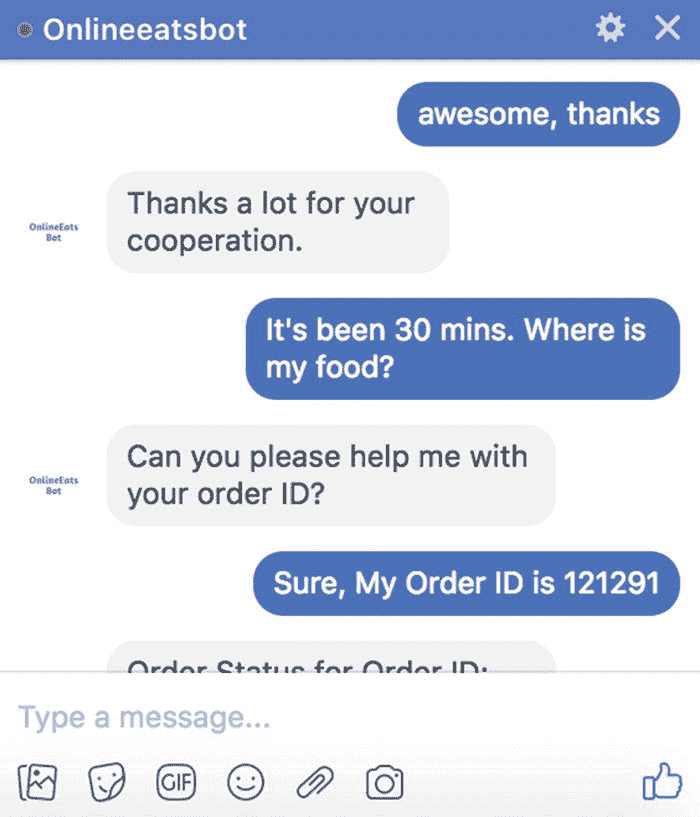 Onlineeatsbot
awesome, thanks
Thanks a lot for your
cooperation.
OnlineEats
Bot
It's been 30 mins. Where is
my food?
Can you please help me with
your order ID?
OnlineEats
Bot
Sure, My Order ID is 121291
Order Status for Order ID:
Type a message...
GIF